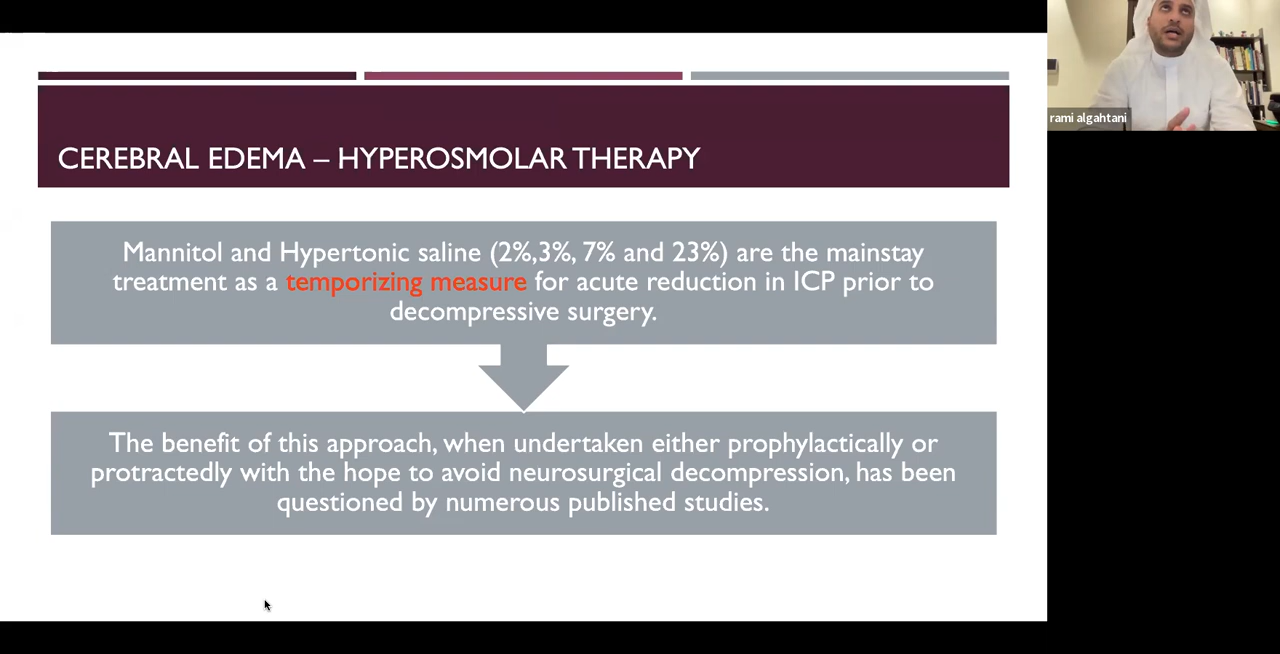 CEREBRAL EDEMA – HYPEROSMOLAR THERAPY
Mannitol and Hypertonic saline (2%,3%, 7% and 23%) are the mainstay
treatment as a temporizing measure for acute reduction in ICP prior to
decompressive surgery.
The benefit of this approach, when undertaken either prophylactically or
protractedly with the hope to avoid neurosurgical decompression, has been
questioned by numerous published studies.
rami algahtani